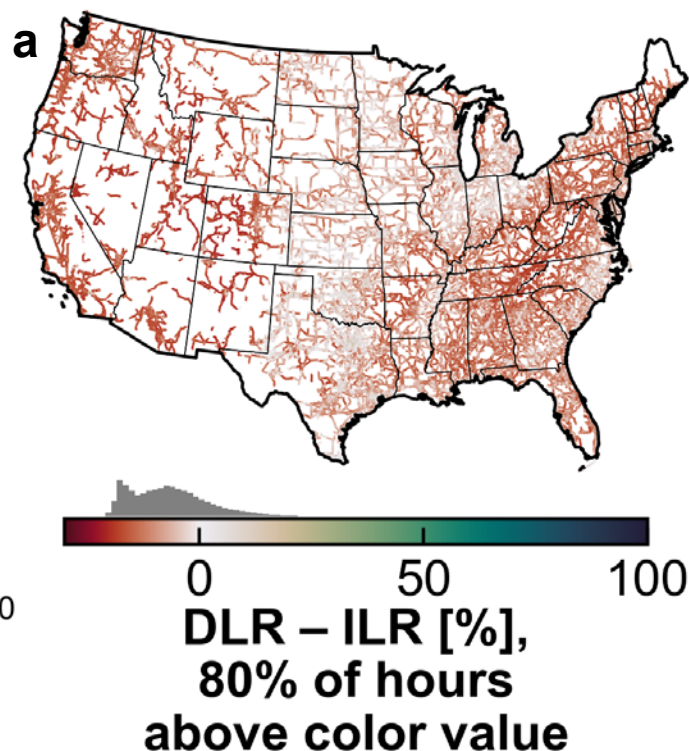 a
0 50 100
0
DLR – ILR [%],
80% of hours
above color value